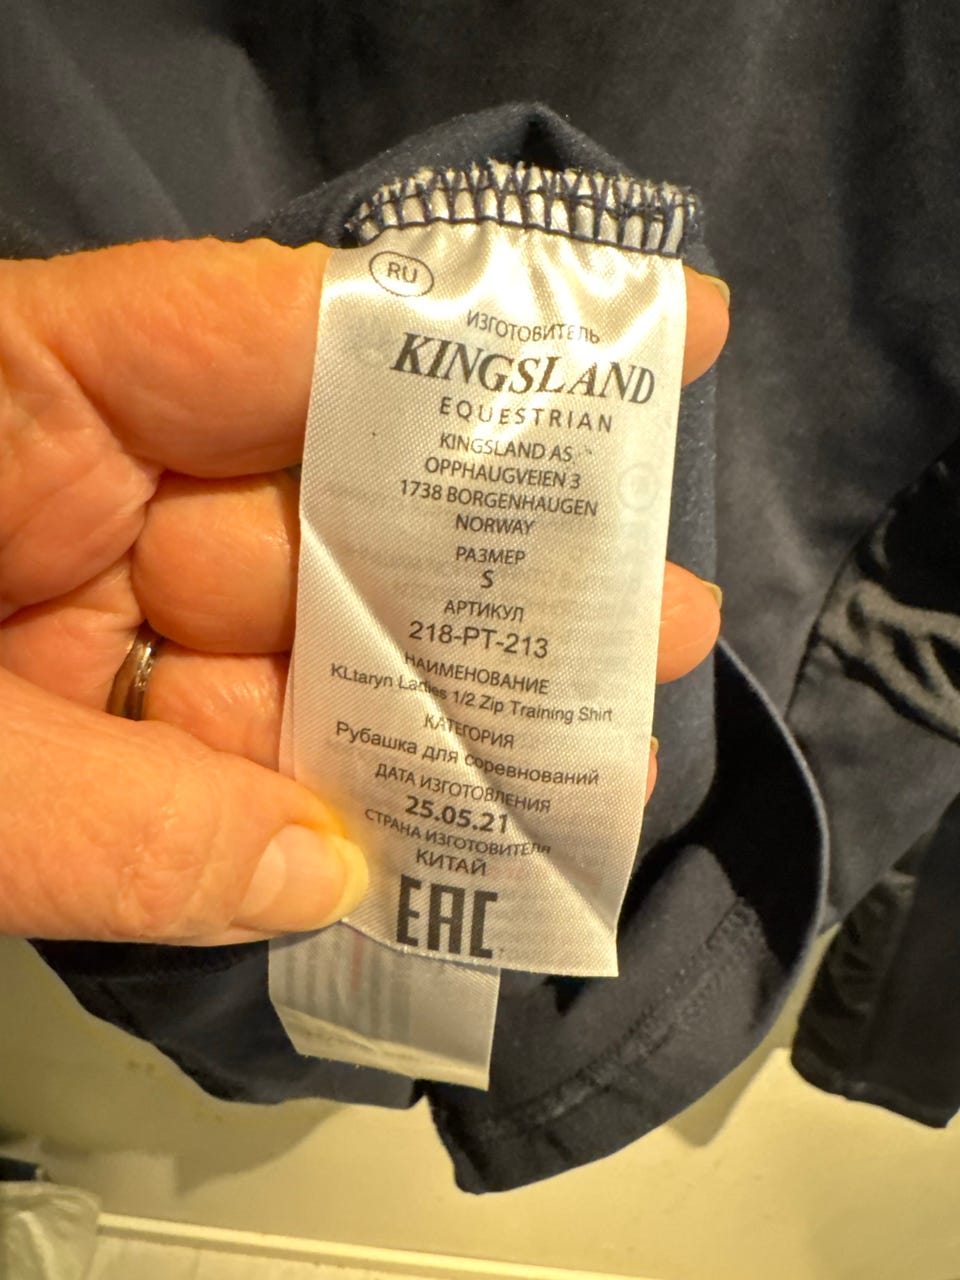 RU
ИЗГОТОВИТЕЛЬ
KINGSLAND
EQUESTRIAN
KINGSLAND AS
OPPHAUGVEIEN 3
1738 BORGENHAUGEN
NORWAY
РАЗМЕР
S
АРТИКУЛ
218-PT-213
НАИМЕНОВАНИЕ
KLtaryn Ladies 1/2 Zip Training Shirt
КАТЕГОРИЯ
Рубашка для соревнований
ДАТА ИЗГОТОВЛЕНИЯ
25.05.21
СТРАНА ИЗГОТОВИТЕЛЯ
КИТАЙ
EAC